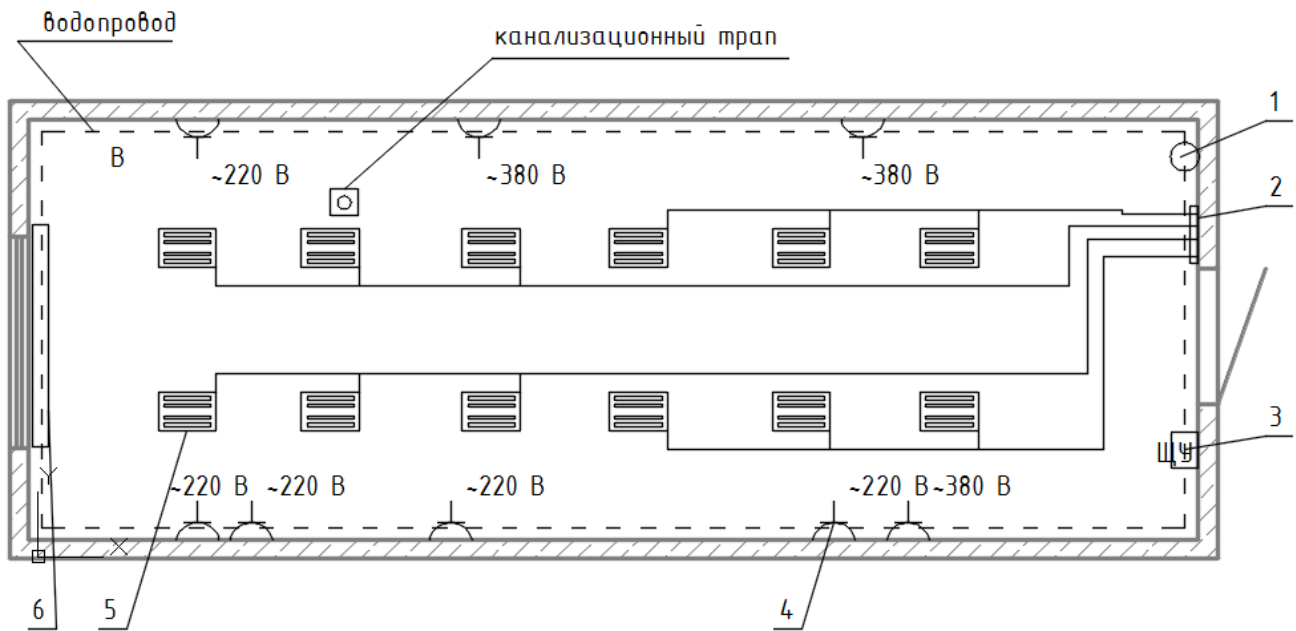 водопровод
канализационный трап
1
В
~220 В
~380 В
~380 В
2
3
ЩУ
~220 В
~220 В
~220 В
~220 В
~380 В
Y
X
6
5
4